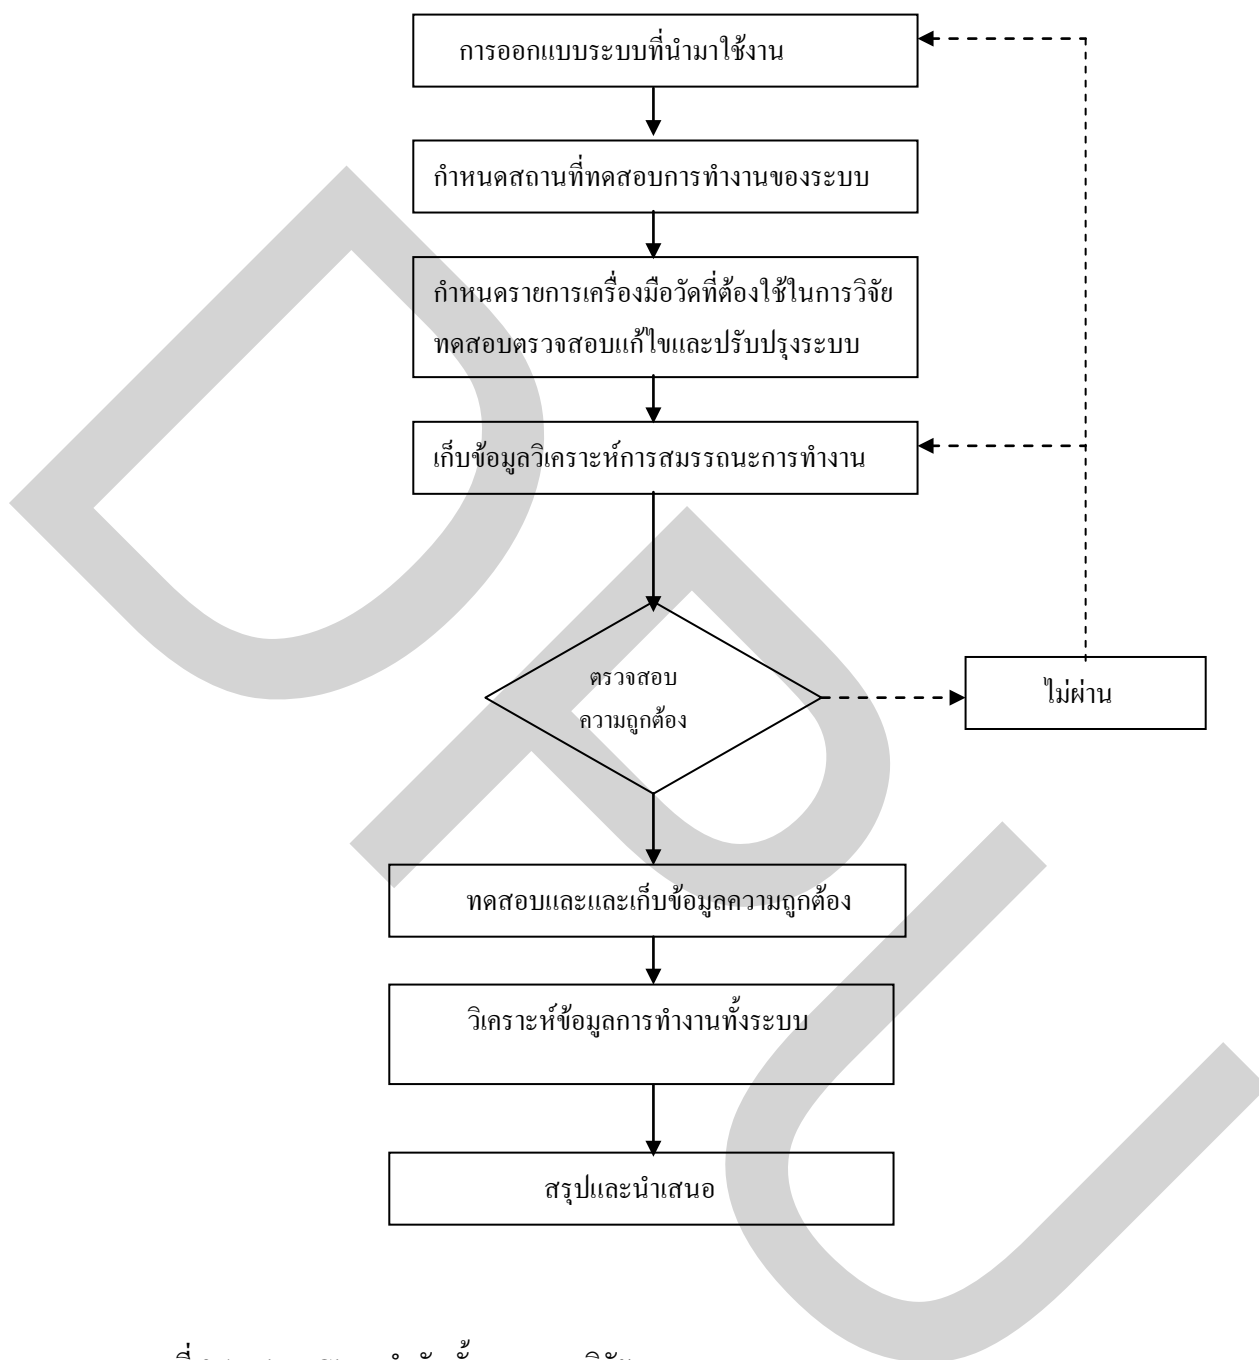 การออกแบบระบบที่นำมาใช้งาน
กำหนดสถานที่ทดสอบการทำงานของระบบ
กำหนดรายการเครื่องมือวัดที่ต้องใช้ในการวิจัย
ทดสอบตรวจสอบแก้ไขและปรับปรุงระบบ
เก็บข้อมูลวิเคราะห์การสมรรถนะการทำงาน
ตรวจสอบ
ความถูกต้อง
ไม่ผ่าน
ทดสอบและและเก็บข้อมูลความถูกต้อง
วิเคราะห์ข้อมูลการทำงานทั้งระบบ
สรุปและนำเสนอ
DPU